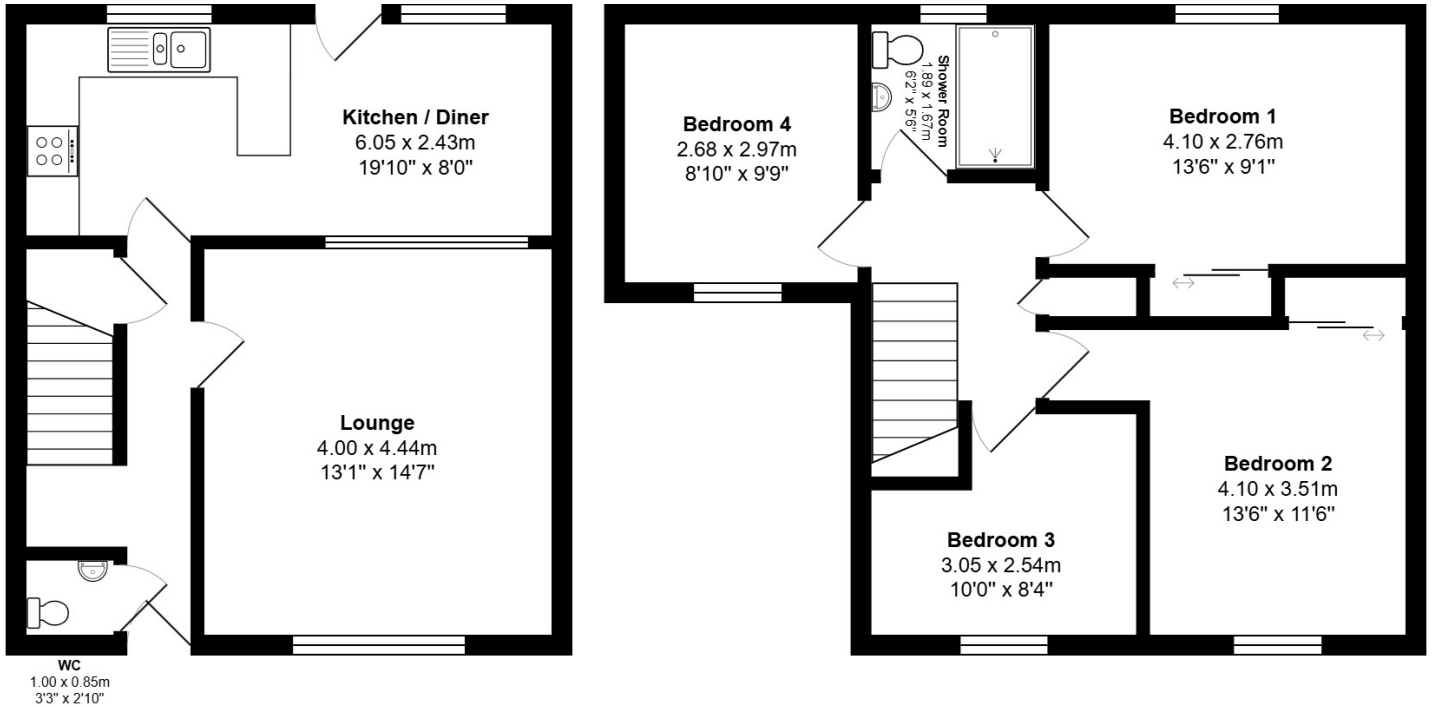 Kitchen / Diner
6.05 x 2.43m
19'10" x 8'0"
Lounge
4.00 x 4.44m
13'1" x 14'7"
WC
1.00 x 0.85m
3'3" x 2'10"
Bedroom 4
2.68 x 2.97m
8'10" x 9'9"
Shower Room
1.89 x 1.67m
6'2" x 5'6"
Bedroom 1
4.10 x 2.76m
13'6" x 9'1"
Bedroom 2
4.10 x 3.51m
13'6" x 11'6"
Bedroom 3
3.05 x 2.54m
10'0" x 8'4"